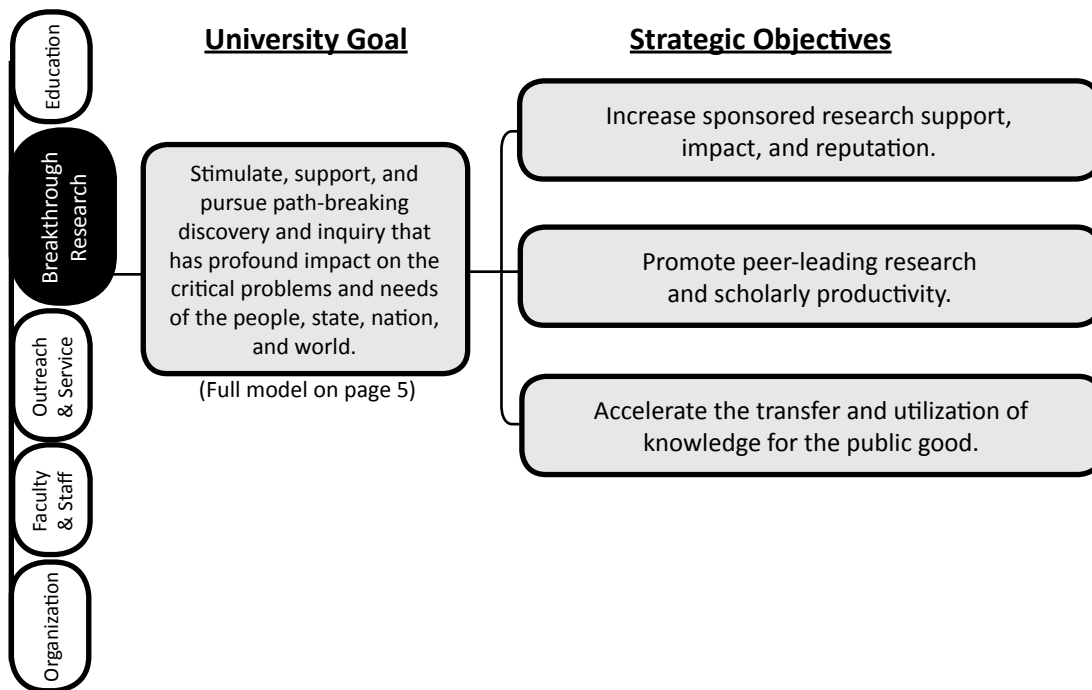 University Goal
Strategic Objectives
Education
Breakthrough
Research
Outreach
& Service
Faculty
& Staff
Organization
Stimulate, support, and
pursue path-breaking
discovery and inquiry that
has profound impact on the
critical problems and needs
of the people, state, nation,
and world.
(Full model on page 5)
Increase sponsored research support,
impact, and reputation.
Promote peer-leading research
and scholarly productivity.
Accelerate the transfer and utilization of
knowledge for the public good.